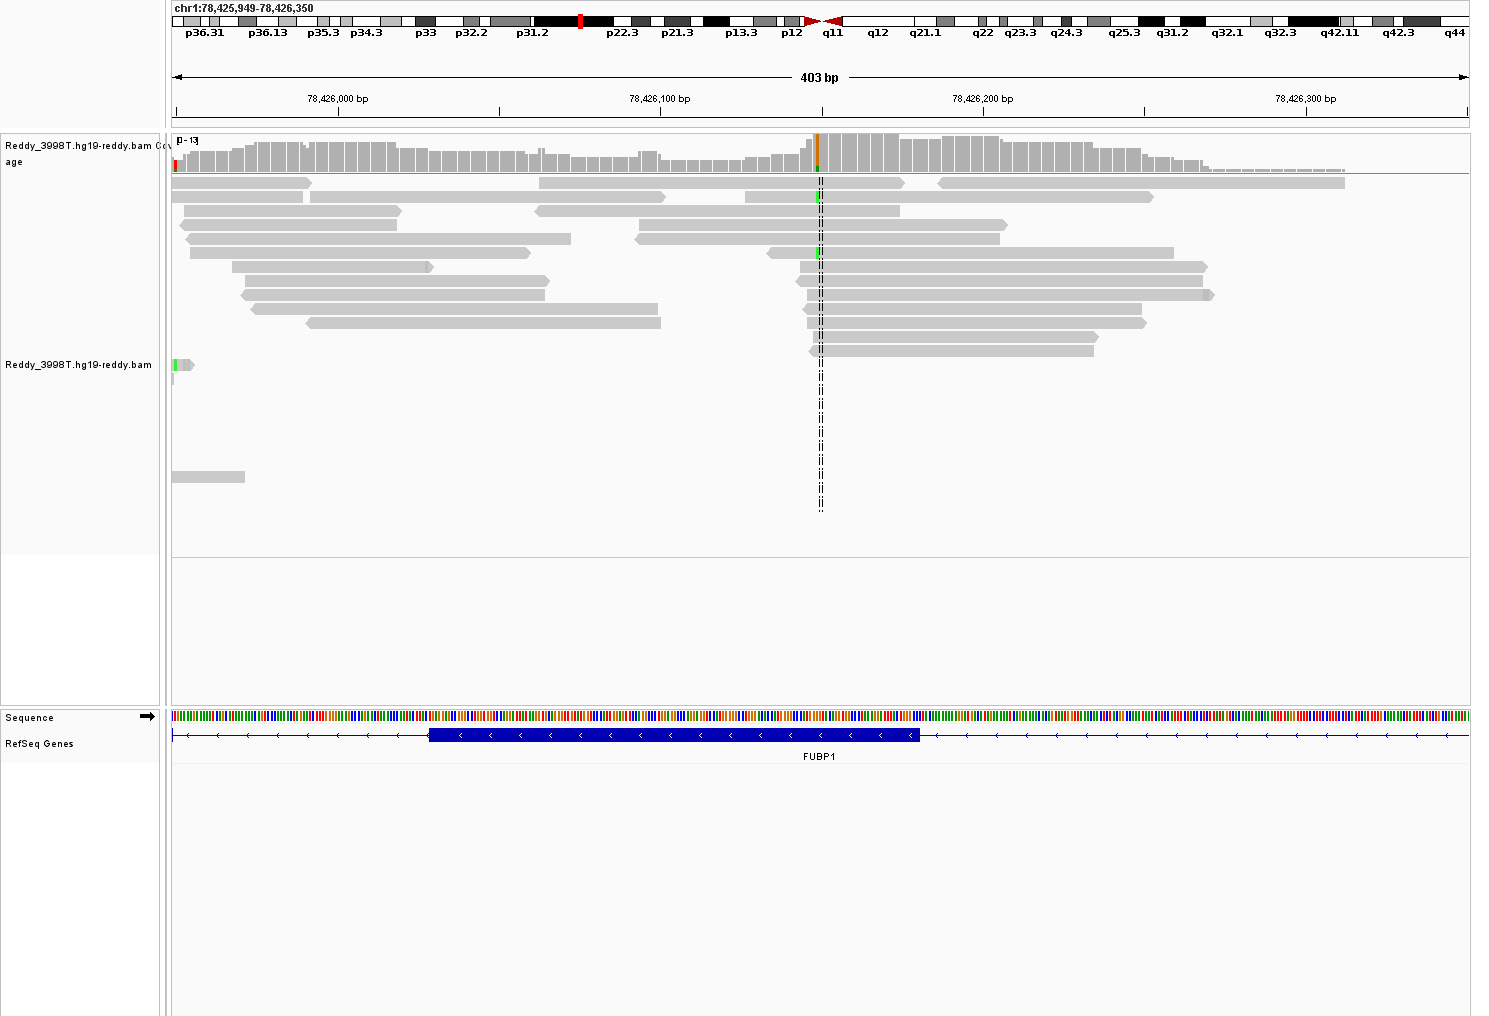 chr1:78,425,949-78,426,350
p36.31 p36.13 p35.3 p34.3 p33 p32.2 p31.2 p22.3 p21.3 p13.3 p12 q11 q12 q21.1 q22 q23.3 q24.3 q25.3 q31.2 q32.1 q32.3 q42.11 q42.3 q44
403 bp
78,426,000 bp 78,426,100 bp 78,426,200 bp 78,426,300 bp
Reddy_3998T.hg19-reddy.bam Cov
age
[0 - 13]
Reddy_3998T.hg19-reddy.bam
Sequence
RefSeq Genes
FUBP1